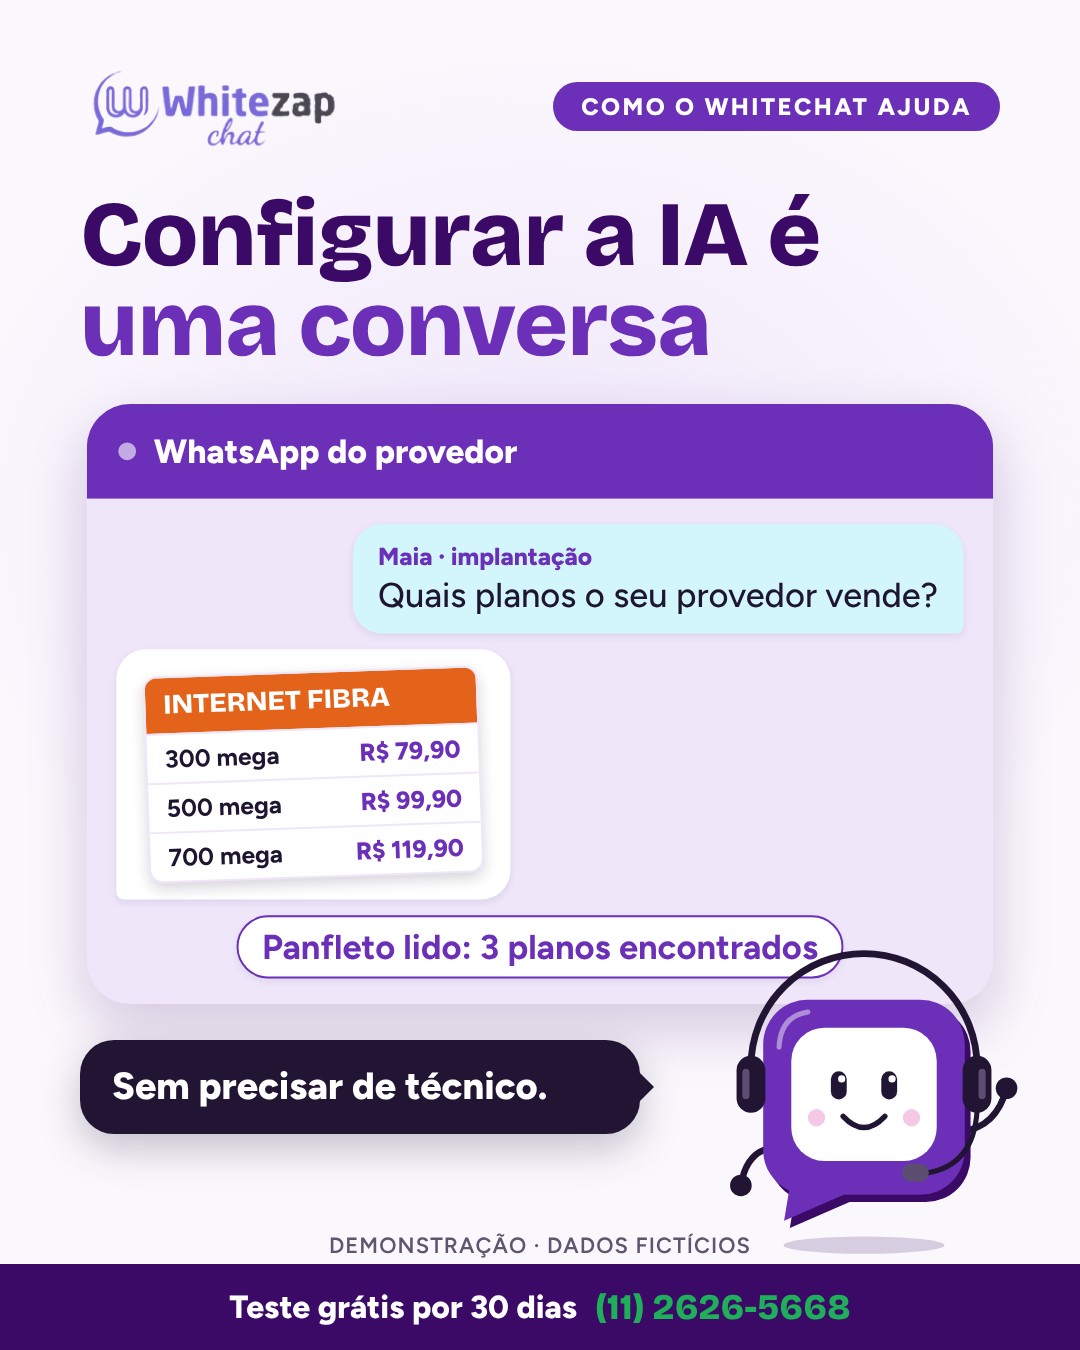 Whitezap
chat
COMO O WHITECHAT AJUDA
Configurar a IA é
uma conversa
WhatsApp do provedor
Maia · implantação
Quais planos o seu provedor vende?
INTERNET FIBRA
300 mega R$ 79,90
500 mega R$ 99,90
700 mega R$ 119,90
Panfleto lido: 3 planos encontrados
Sem precisar de técnico.
DEMONSTRAÇÃO · DADOS FICTÍCIOS
Teste grátis por 30 dias (11) 2626-5668